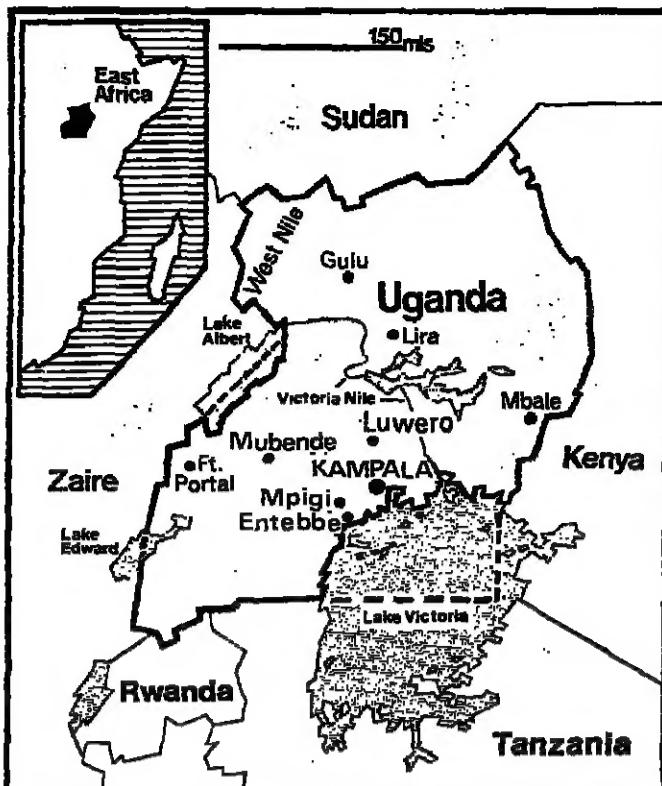 150mls
East
Africa
Sudan
West Nile
Gulu
Uganda
Lake
Albert
Lira
Victoria Nile
Mbale
Luwero
Mubende
Kenya
Ft.
Portal
KAMPALA
Zaire
Mpigi
Entebbe
Lake
Edward
Lake Victoria
Rwanda
Tanzania